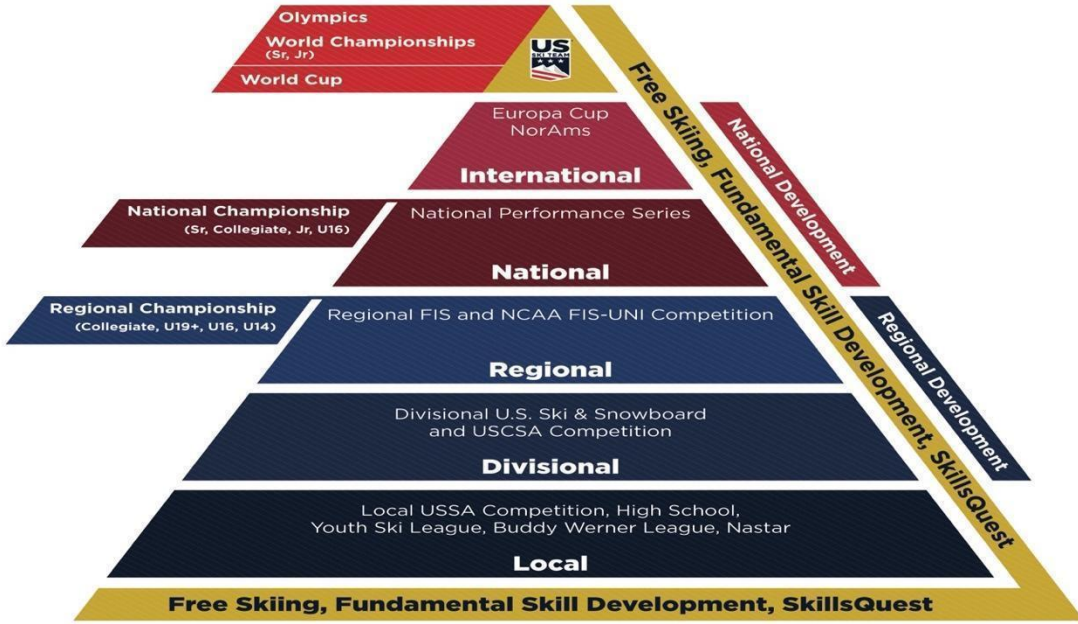 Olympics
World Championships
(Sr, Jr)
World Cup
US
SKI TEAM
Europa Cup
NorAms
International
National Championship
(Sr, Collegiate, Jr, U16)
National Performance Series
National
Regional Championship
(Collegiate, U19+, U16, U14)
Regional FIS and NCAA FIS-UNI Competition
Regional
Divisional U.S. Ski & Snowboard
and USCSA Competition
Divisional
Local USSA Competition, High School,
Youth Ski League, Buddy Werner League, Nastar
Local
Free Skiing, Fundamental Skill Development, SkillsQuest
Free Skiing, Fundamental Skill Development, SkillsQuest
National Development
Regional Development